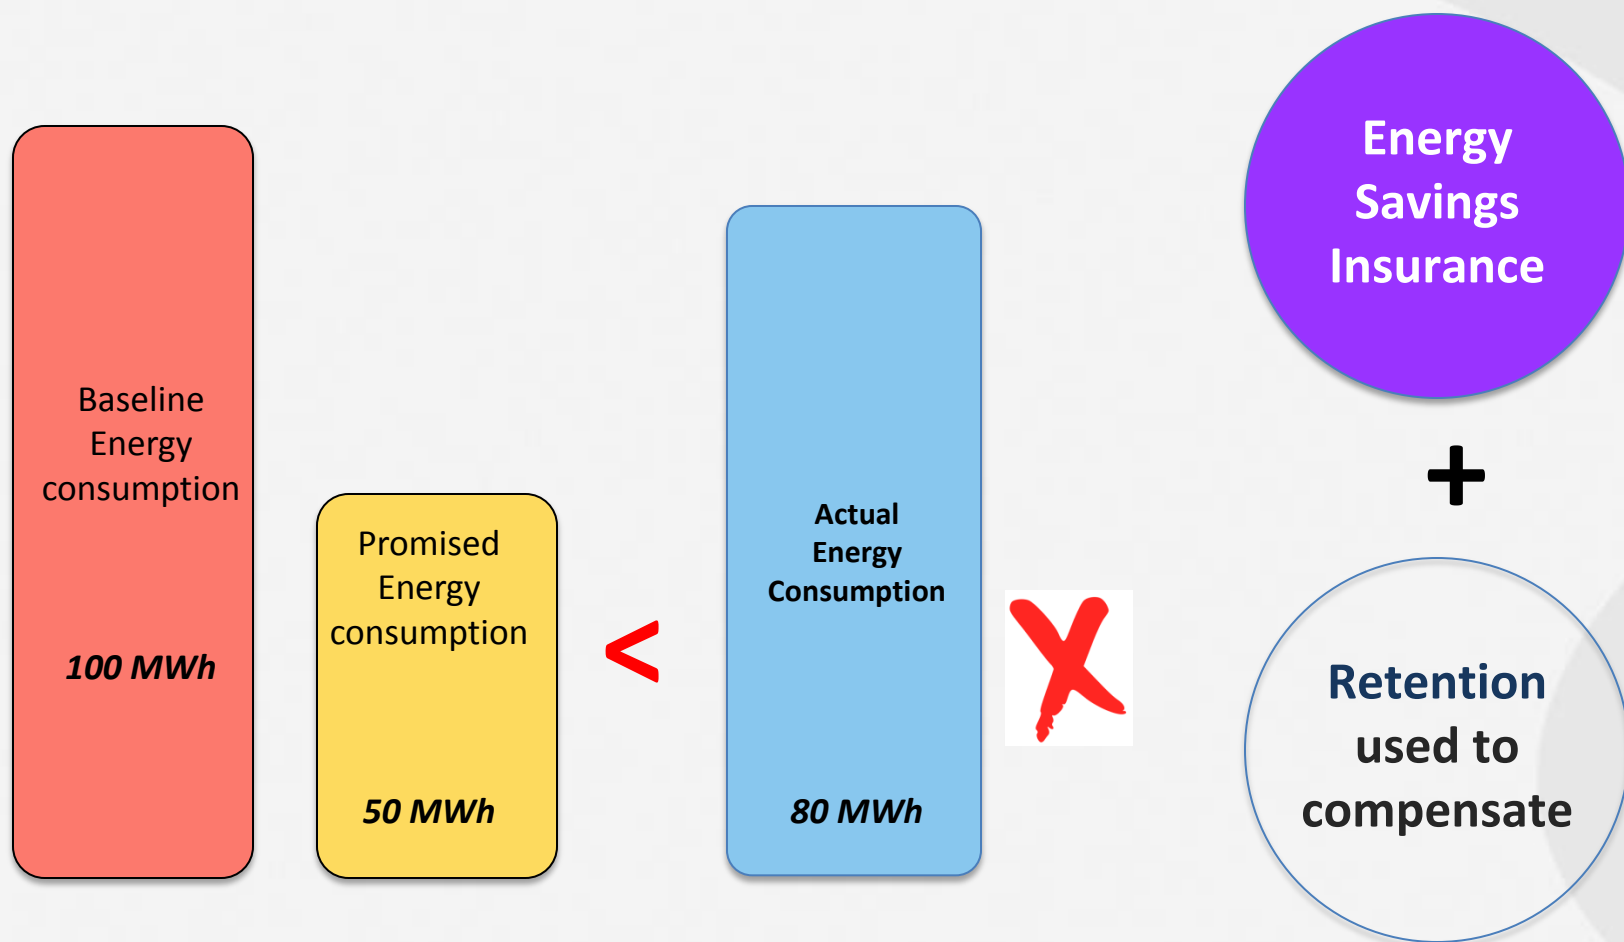 Baseline
Energy
consumption
100 MWh
Promised
Energy
consumption
50 MWh
<
Actual
Energy
Consumption
80 MWh
Energy
Savings
Insurance
+
Retention
used to
compensate